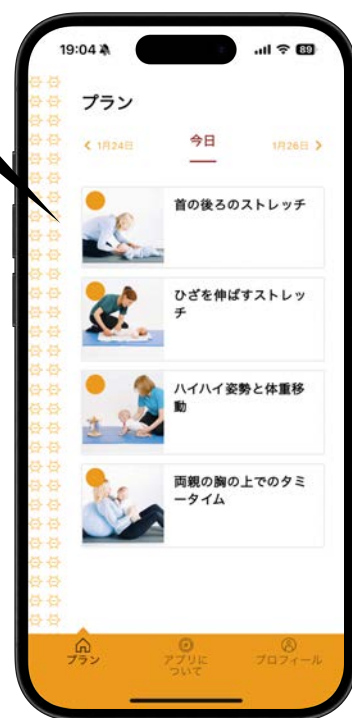 19:04
89
プラン
1月24日
今日
1月26日
首の後ろのストレッチ
ひざを伸ばすストレッ
チ
ハイハイ姿勢と体重移
動
両親の胸の上でのタミ
ータイム
プラン
アプリに
ついて
プロフィール